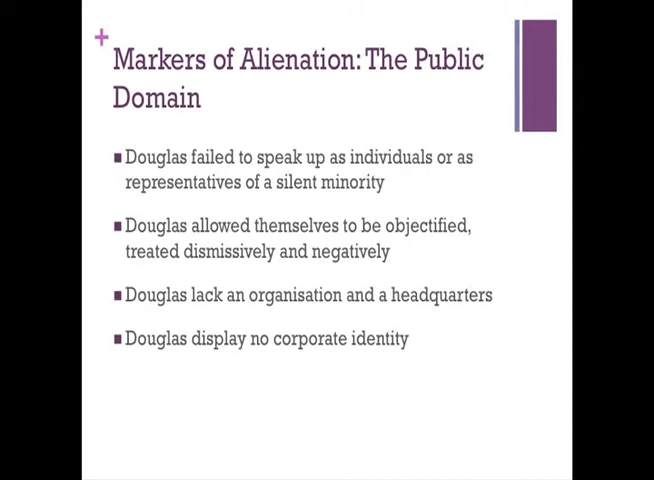 Markers of Alienation: The Public
Domain
Douglas failed to speak up as individuals or as
representatives of a silent minority
Douglas allowed themselves to be objectified,
treated dismissively and negatively
Douglas lack an organisation and a headquarters
Douglas display no corporate identity